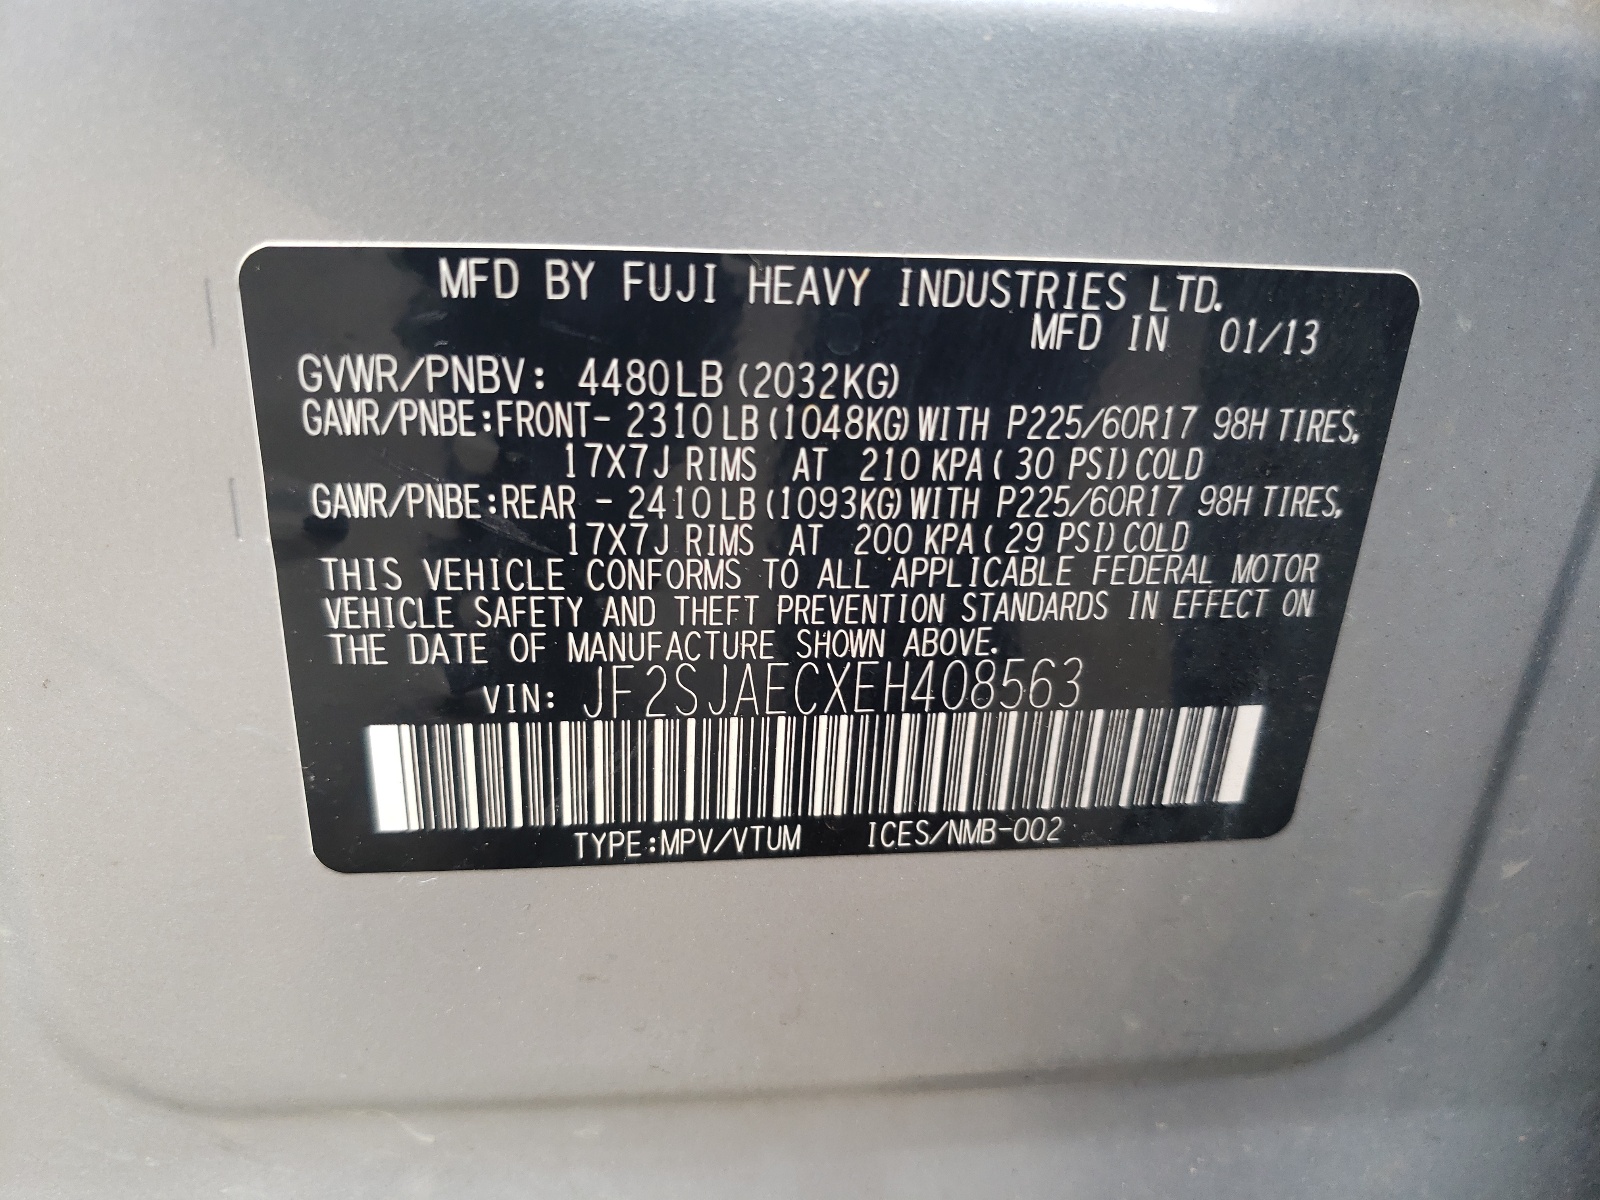 MFD BY FUJI HEAVY INDUSTRIES LTD.
MFD IN 01/13
GVWR/PNBV: 4480LB (2032KG)
GAWR/PNBE:FRONT- 2310LB (1048KG) WITH P225/60R17 98H TIRES,
17X7J RIMS AT 210 KPA ( 30 PSI) COLD
GAWR/PNBE:REAR - 2410LB (1093KG) WITH P225/60R17 98H TIRES,
17X7J RIMS AT 200 KPA ( 29 PSI) COLD
THIS VEHICLE CONFORMS TO ALL APPLICABLE FEDERAL MOTOR
VEHICLE SAFETY AND THEFT PREVENTION STANDARDS IN EFFECT ON
THE DATE OF MANUFACTURE SHOWN ABOVE.
VIN: JF2SJAECXEH408563
TYPE:MPV/VTUM ICES/NMB-002